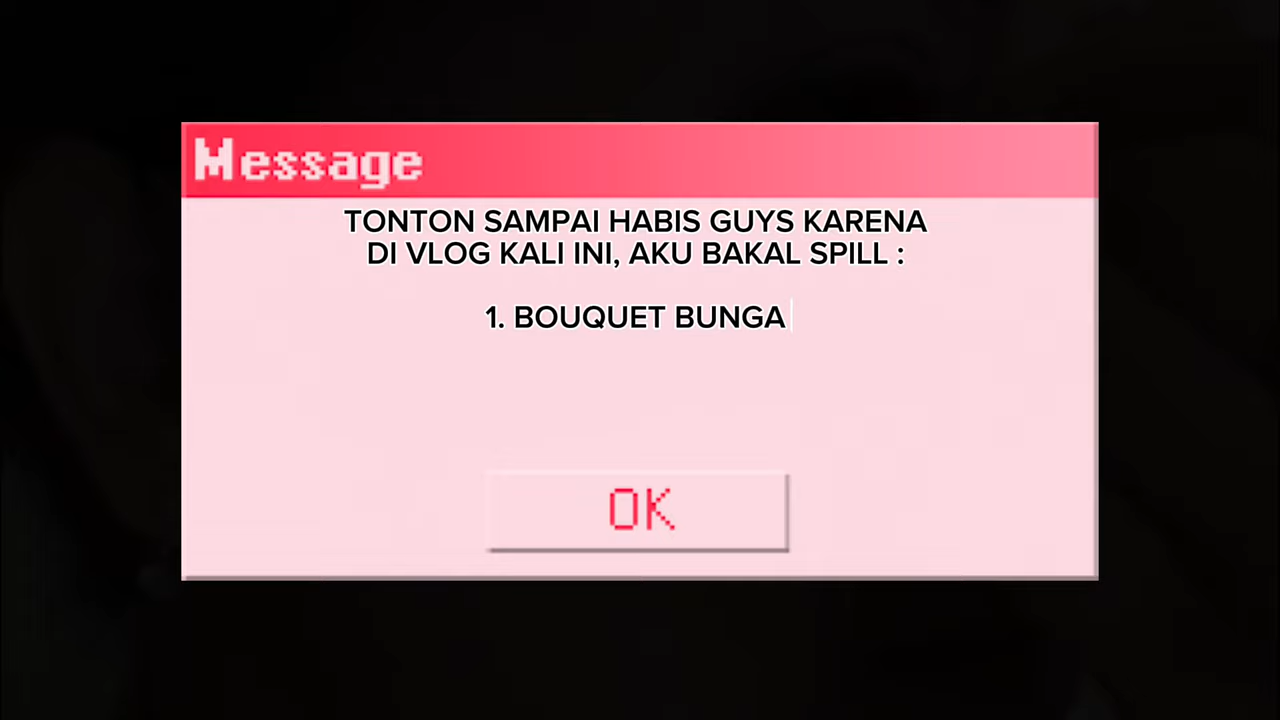 Message
TONTON SAMPAI HABIS GUYS KARENA
DI VLOG KALI INI, AKU BAKAL SPILL :
1. BOUQUET BUNGA
OK